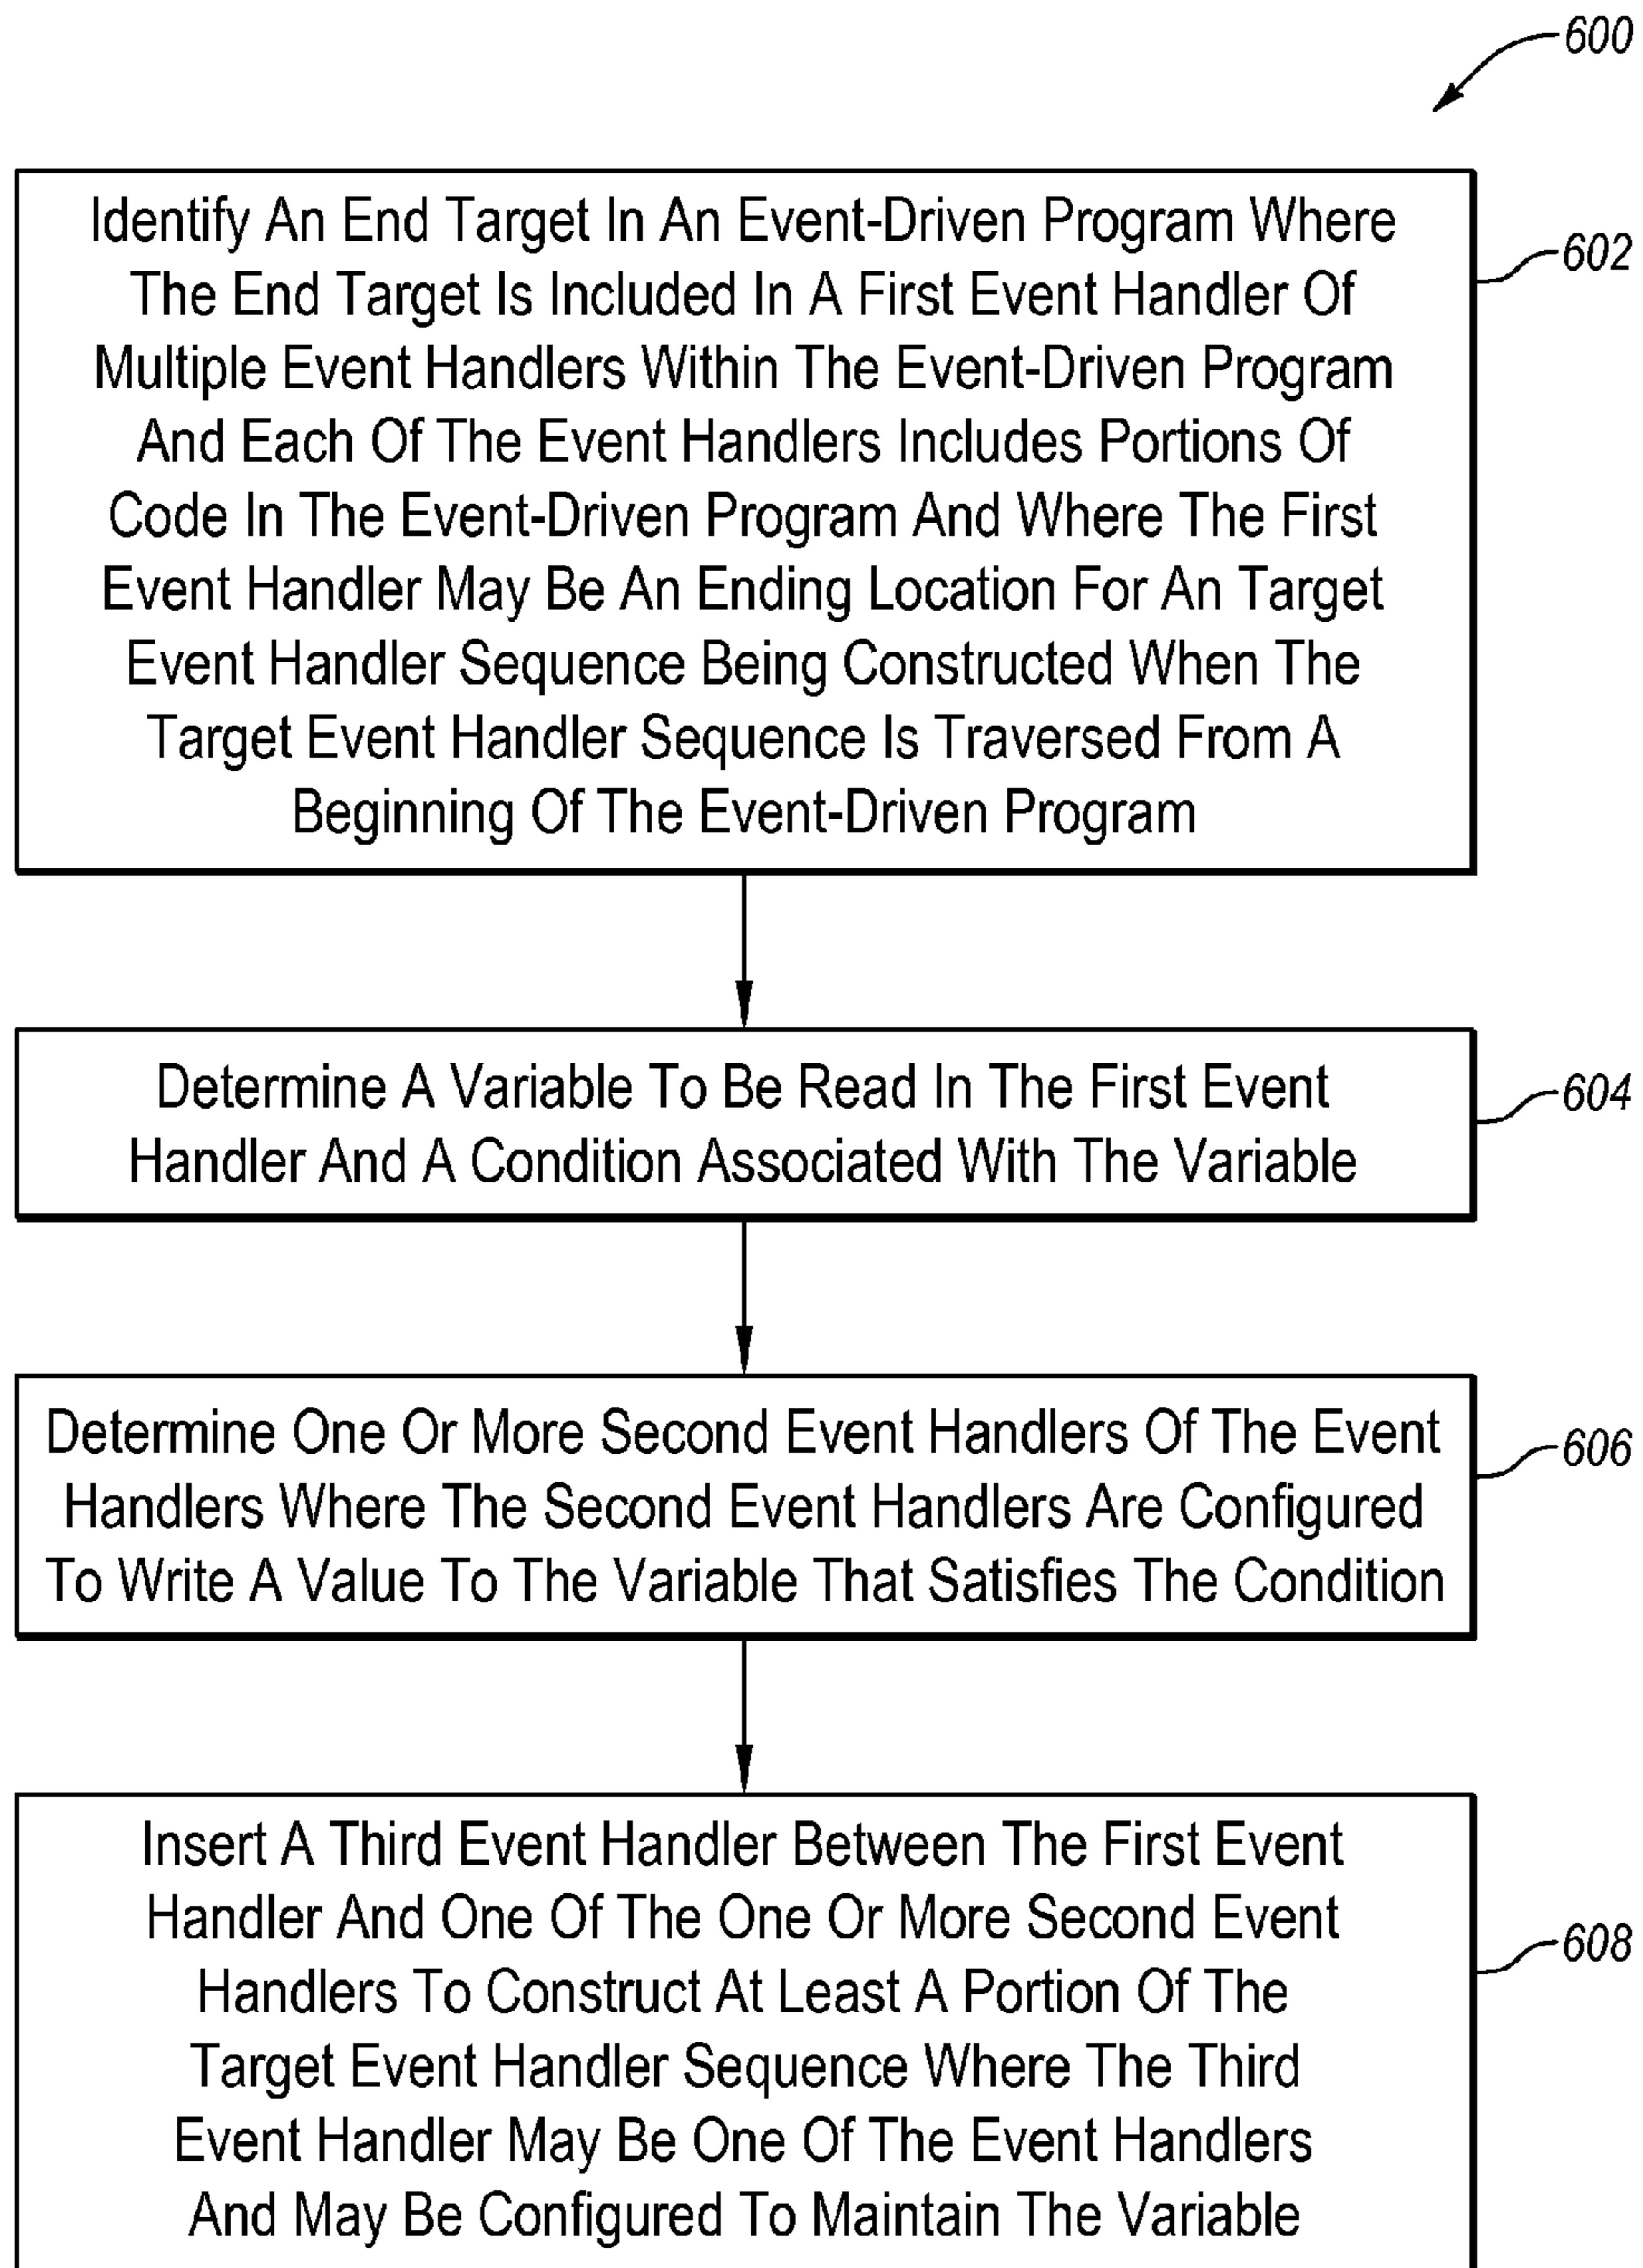 600
Identify An End Target In An Event-Driven Program Where
The End Target Is Included In A First Event Handler Of
Multiple Event Handlers Within The Event-Driven Program
And Each Of The Event Handlers Includes Portions Of
Code In The Event-Driven Program And Where The First
Event Handler May Be An Ending Location For An Target
Event Handler Sequence Being Constructed When The
Target Event Handler Sequence Is Traversed From A
Beginning Of The Event-Driven Program
602
Determine A Variable To Be Read In The First Event
Handler And A Condition Associated With The Variable
604
Determine One Or More Second Event Handlers Of The Event
Handlers Where The Second Event Handlers Are Configured
To Write A Value To The Variable That Satisfies The Condition
606
Insert A Third Event Handler Between The First Event
Handler And One Of The One Or More Second Event
Handlers To Construct At Least A Portion Of The
Target Event Handler Sequence Where The Third
Event Handler May Be One Of The Event Handlers
And May Be Configured To Maintain The Variable
608